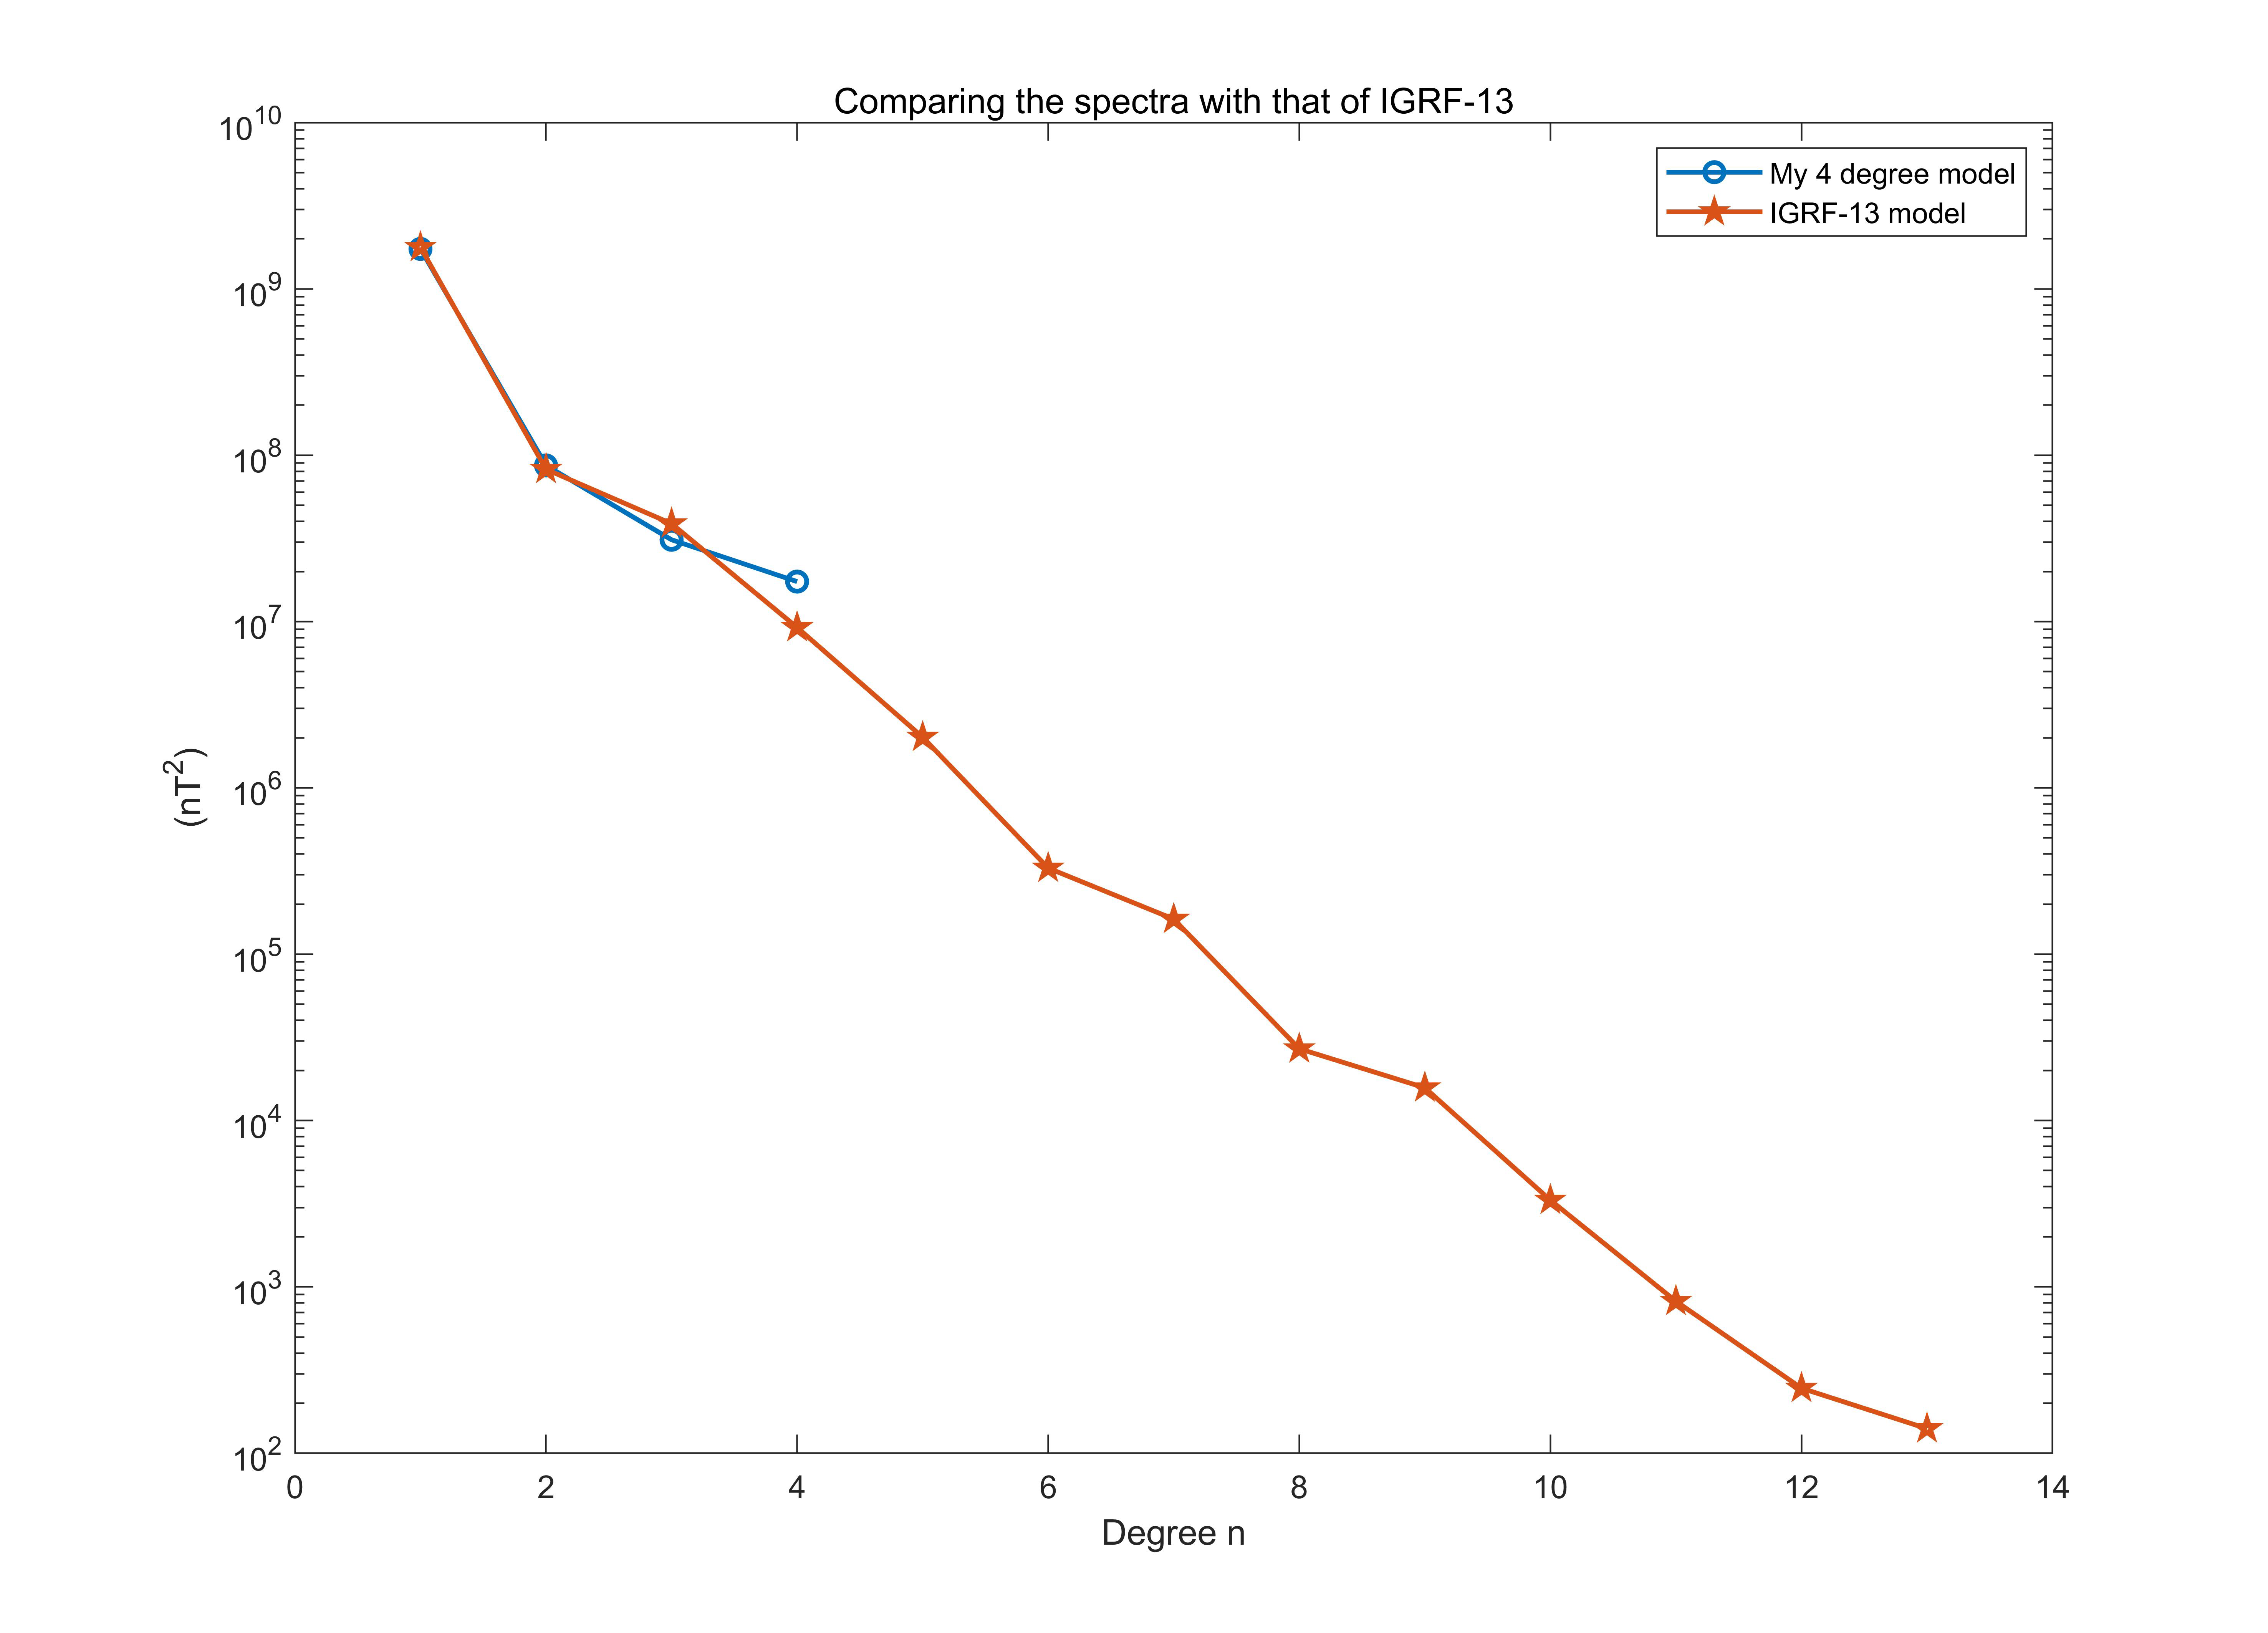 Comparing the spectra with that of IGRF-13
My 4 degree model
IGRF-13 model
10^10
10^9
10^8
10^7
10^6
10^5
10^4
10^3
10^2
(nT^2)
0 2 4 6 8 10 12 14
Degree n